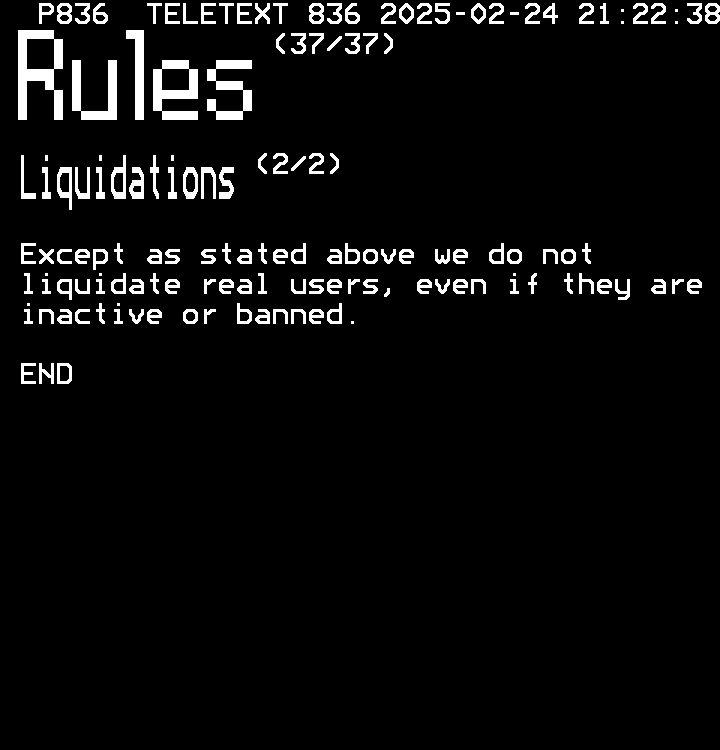 P836 TELETEXT 836 2025-02-24 21:22:38
Rules (37/37)
Liquidations (2/2)
Except as stated above we do not
liquidate real users, even if they are
inactive or banned.
END